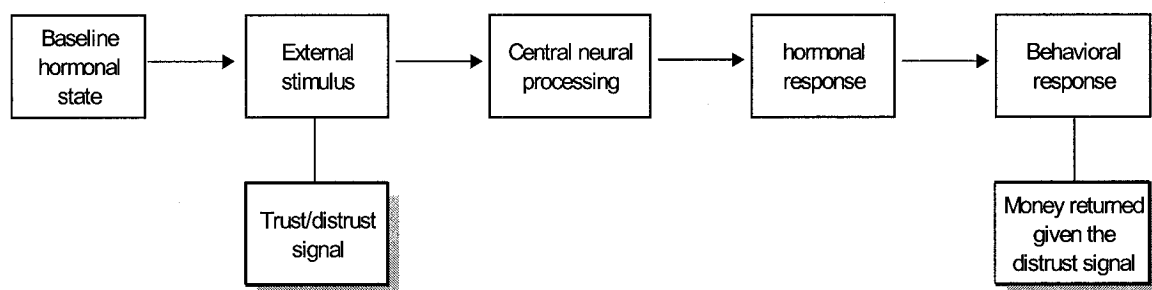 Baseline
hormonal
state
External
stimulus
Central neural
processing
hormonal
response
Behavioral
response
Trust/distrust
signal
Money returned
given the
distrust signal